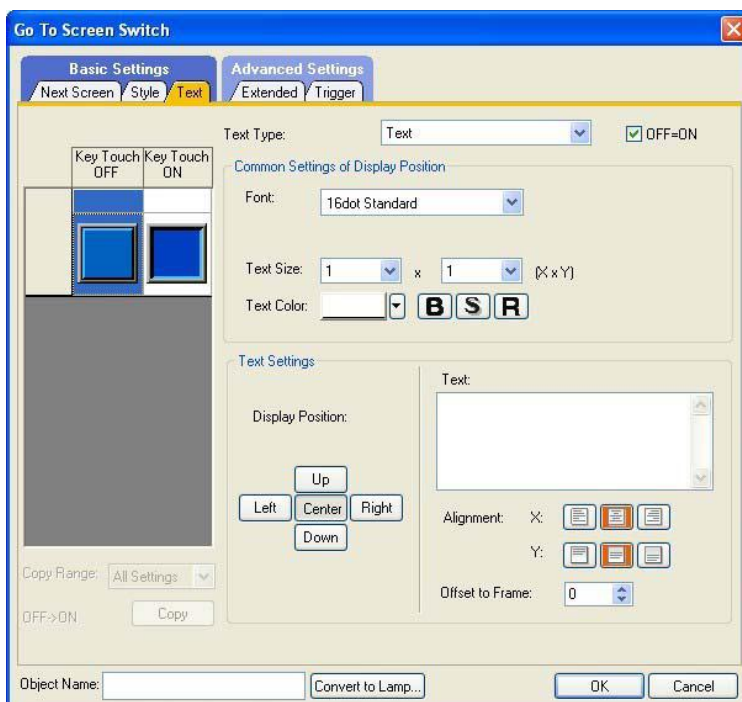 Go To Screen Switch
Basic Settings
Advanced Settings
Next Screen Style Text
Extended Trigger
Text Type: Text OFF=ON
Key Touch OFF
Key Touch ON
Common Settings of Display Position
Font: 16dot Standard
Text Size: 1 x 1 (X x Y)
Text Color: B S R
Text Settings
Display Position:
Up
Left Center Right
Down
Text:
Alignment: X:
Y:
Offset to Frame: 0
Copy Range: All Settings
OFF->ON Copy
Object Name: Convert to Lamp... OK Cancel